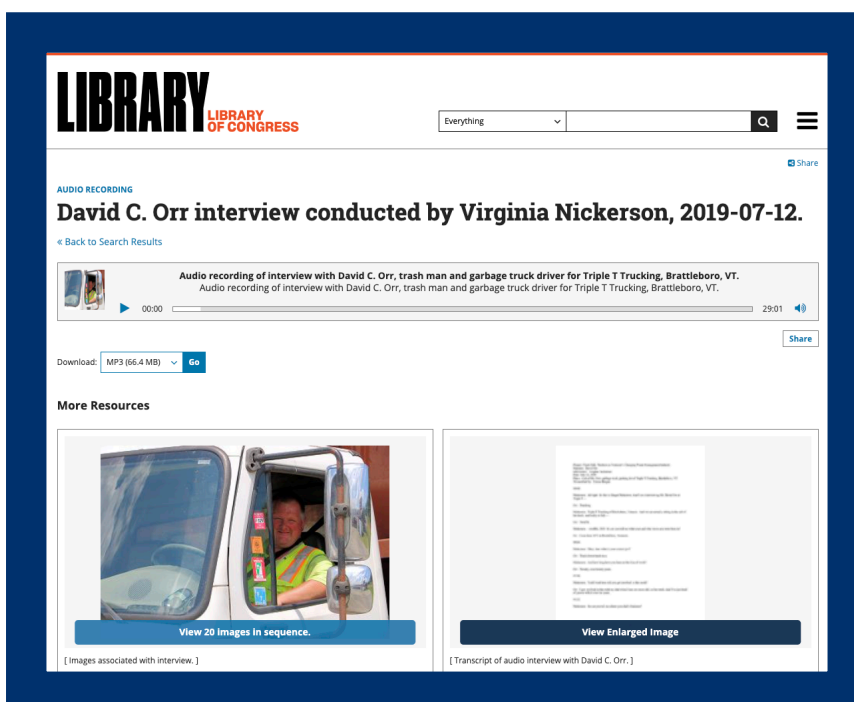 LIBRARY
LIBRARY
OF CONGRESS
Everything
Share
AUDIO RECORDING
David C. Orr interview conducted by Virginia Nickerson, 2019-07-12.
« Back to Search Results
Audio recording of interview with David C. Orr, trash man and garbage truck driver for Triple T Trucking, Brattleboro, VT.
Audio recording of interview with David C. Orr, trash man and garbage truck driver for Triple T Trucking, Brattleboro, VT.
00:00
29:01
Share
Download: MP3 (66.4 MB) Go
More Resources
View 20 images in sequence.
View Enlarged Image
[ Images associated with interview. ]
[ Transcript of audio interview with David C. Orr. ]